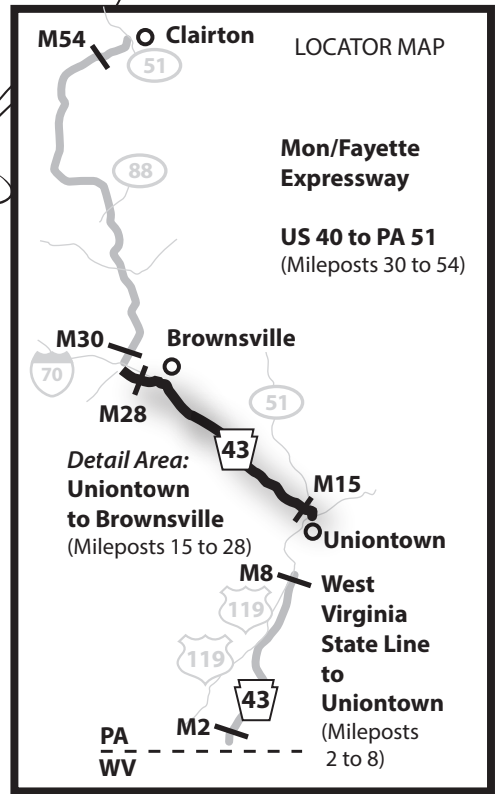 M54
Clairton
LOCATOR MAP
51
Mon/Fayette
Expressway
88
US 40 to PA 51
(Mileposts 30 to 54)
M30
Brownsville
70
M28
51
43
Detail Area:
Uniontown
to Brownsville
(Mileposts 15 to 28)
M15
Uniontown
M8
West
Virginia
State Line
to
Uniontown
(Mileposts
2 to 8)
119
119
43
M2
PA
WV